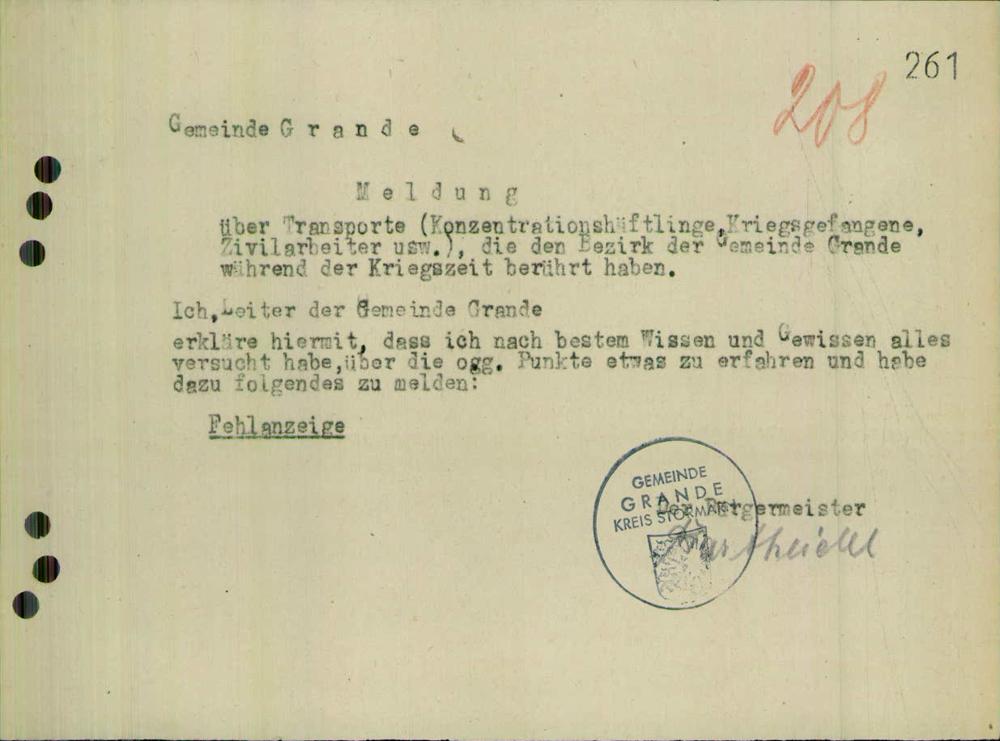 261
208
Gemeinde G r a n d e
M e l d u n g
über Transporte (Konzentrationshäftlinge,Kriegsgefangene,
Zivilarbeiter usw.), die den Bezirk der Gemeinde Grande
während der Kriegszeit berührt haben.
Ich,Leiter der Gemeinde Grande
erkläre hiermit, dass ich nach bestem Wissen und Gewissen alles
versucht habe,über die ogg. Punkte etwas zu erfahren und habe
dazu folgendes zu melden:
Fehlanzeige
GEMEINDE
GRANDE
KREIS STORMARN
Der Bürgermeister